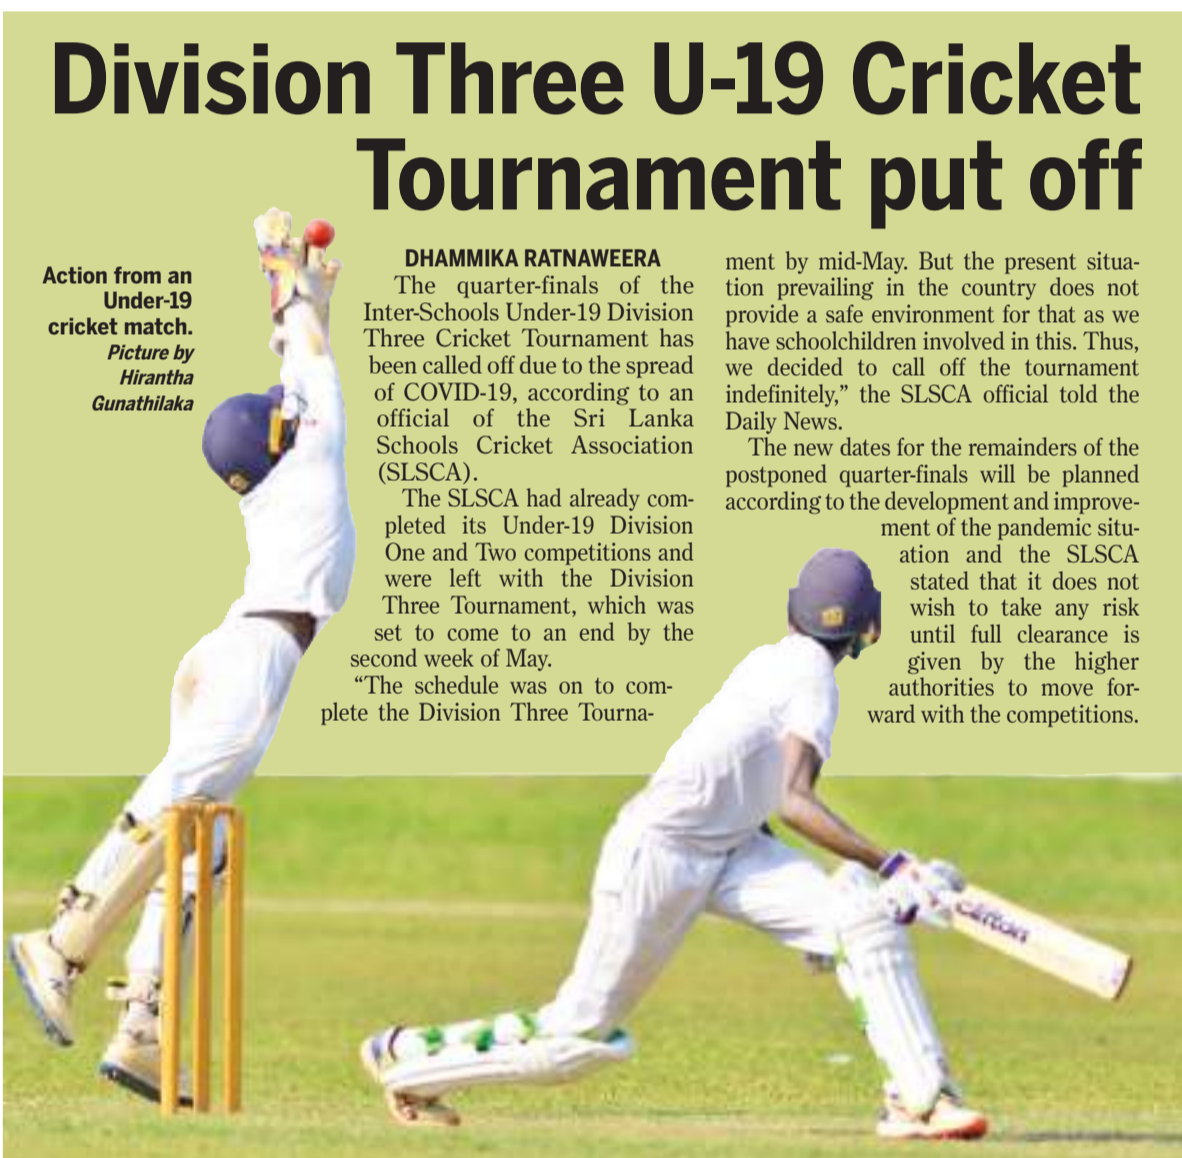 Division Three U-19 Cricket
Tournament put off
Action from an
Under-19
cricket match.
Picture by
Hirantha
Gunathilaka
DHAMMIKA RATNAWEERA
The quarter-finals of the
Inter-Schools Under-19 Division
Three Cricket Tournament has
been called off due to the spread
of COVID-19, according to an
official of the Sri Lanka
Schools Cricket Association
(SLSCA).
The SLSCA had already com-
pleted its Under-19 Division
One and Two competitions and
were left with the Division
Three Tournament, which was
set to come to an end by the
second week of May.
“The schedule was on to com-
plete the Division Three Tourna-
ment by mid-May. But the present situa-
tion prevailing in the country does not
provide a safe environment for that as we
have schoolchildren involved in this. Thus,
we decided to call off the tournament
indefinitely,” the SLSCA official told the
Daily News.
The new dates for the remainders of the
postponed quarter-finals will be planned
according to the development and improve-
ment of the pandemic situ-
ation and the SLSCA
stated that it does not
wish to take any risk
until full clearance is
given by the higher
authorities to move for-
ward with the competitions.